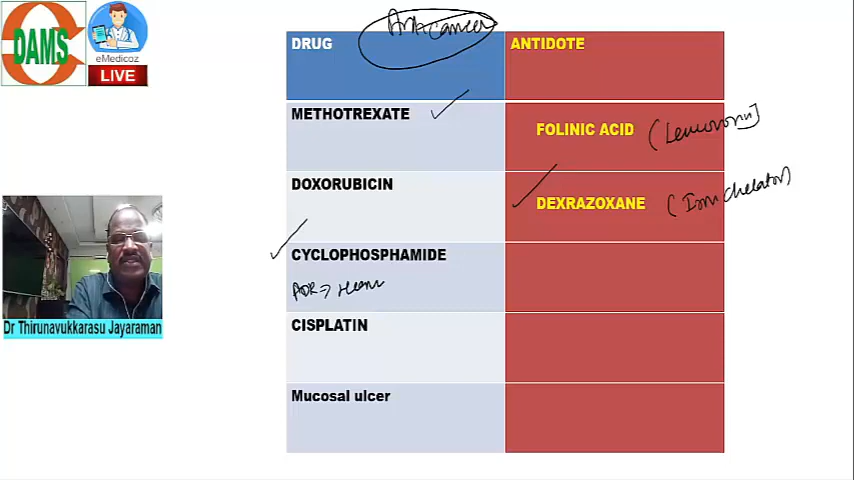 DAMS
eMedicoz
LIVE
Anticancer
DRUG
ANTIDOTE
METHOTREXATE
FOLINIC ACID (Leucovorin)
DOXORUBICIN
DEXRAZOXANE (Iron chelator)
CYCLOPHOSPHAMIDE
ADR ⇒
CISPLATIN
Mucosal ulcer
Dr Thirunavukkarasu Jayaraman